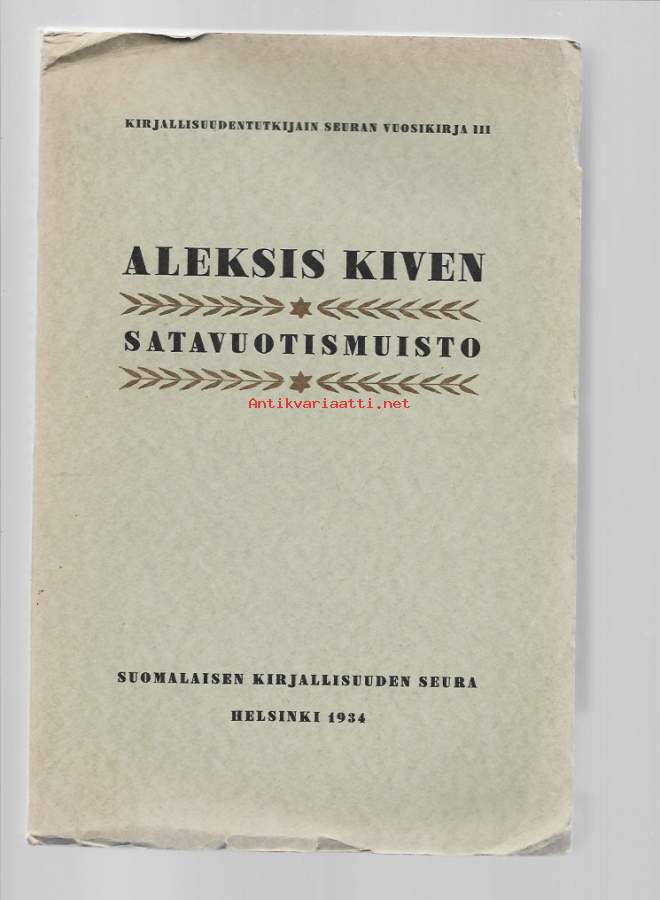 KIRJALLISUUDENTUTKIJAIN SEURAN VUOSIKIRJA III
ALEKSIS KIVEN
SATAVUOTISMUISTO
Antikvariaatti.net
SUOMALAISEN KIRJALLISUUDEN SEURA
HELSINKI 1934